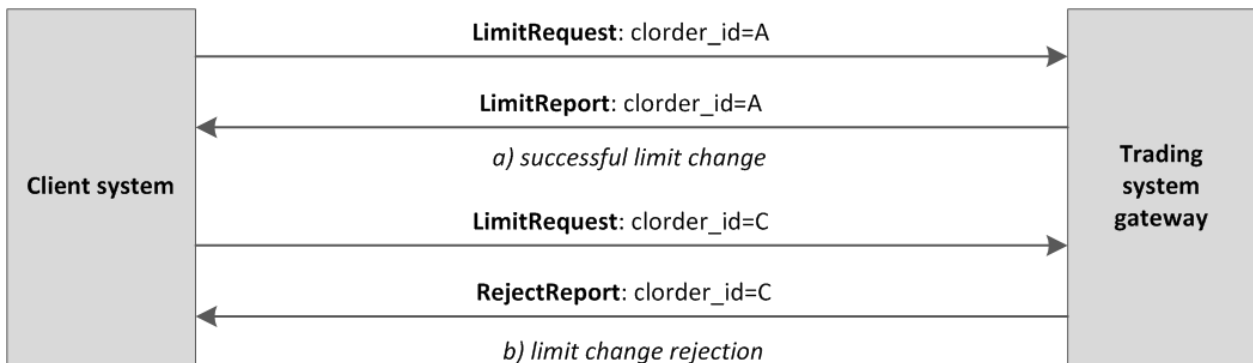 LimitRequest: clorder_id=A
LimitReport: clorder_id=A
a) successful limit change
Client system
Trading
system
gateway
LimitRequest: clorder_id=C
RejectReport: clorder_id=C
b) limit change rejection